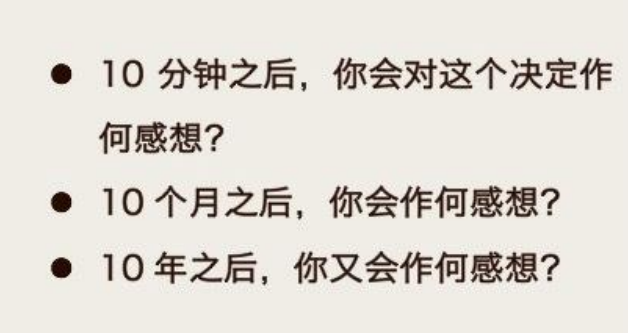 ● 10 分钟之后，你会对这个决定作
何感想？
● 10 个月之后，你会作何感想？
● 10 年之后，你又会作何感想？